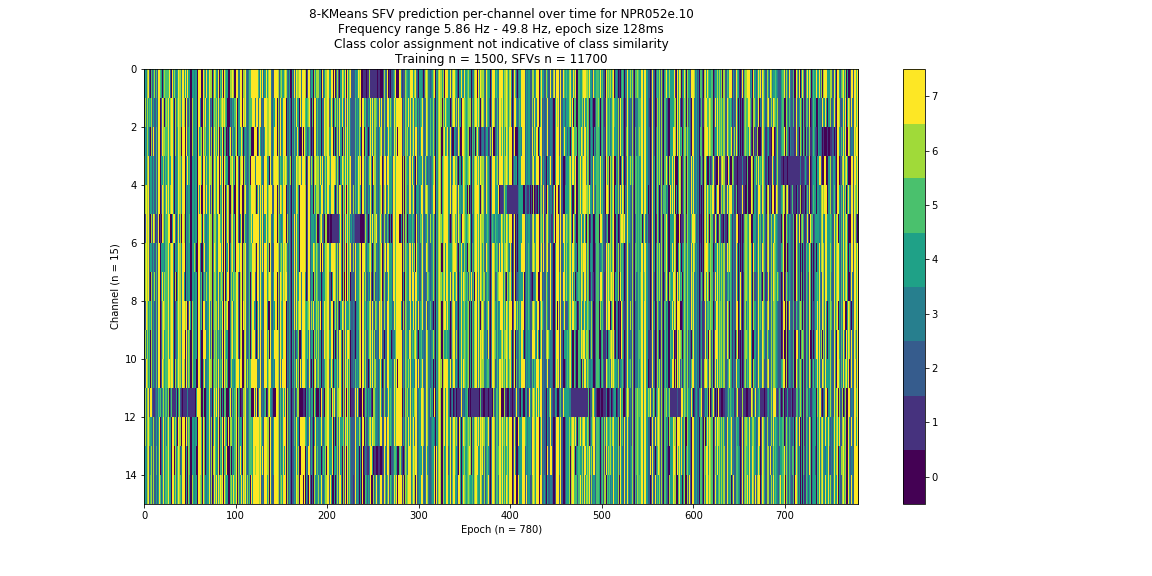 8-KMeans SFV prediction per-channel over time for NPR052e.10
Frequency range 5.86 Hz - 49.8 Hz, epoch size 128ms
Class color assignment not indicative of class similarity
Training n = 1500, SFVs n = 11700
0
2
4
6
8
10
12
14
Channel (n = 15)
0 100 200 300 400 500 600 700
Epoch (n = 780)
7
6
5
4
3
2
1
0